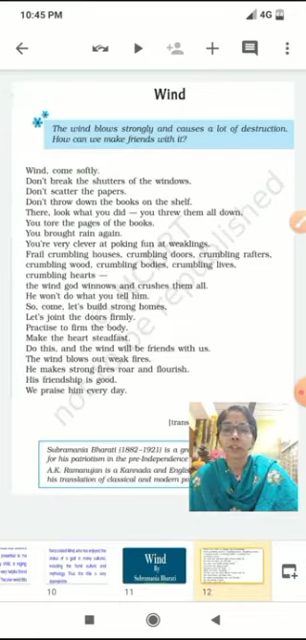 10:45 PM
4G
Wind
The wind blows strongly and causes a lot of destruction.
How can we make friends with it?
Wind, come softly.
Don't break the shutters of the windows.
Don't scatter the papers.
Don't throw down the books on the shelf.
There, look what you did — you threw them all down.
You tore the pages of the books.
You brought rain again.
You're very clever at poking fun at weaklings.
Frail crumbling houses, crumbling doors, crumbling rafters,
crumbling wood, crumbling bodies, crumbling lives,
crumbling hearts —
the wind god winnows and crushes them all.
He won't do what you tell him.
So, come, let's build strong homes,
Let's joint the doors firmly.
Practise to firm the body.
Make the heart steadfast.
Do this, and the wind will be friends with us.
The wind blows out weak fires.
He makes strong fires roar and flourish.
His friendship is good.
We praise him every day.
not to be republished
[trans
Subramania Bharati (1882–1921) is a
for his patriotism in the pre-Independence
A.K. Ramanujan is a Kannada and
his translation of classical and modern
10
11
Wind
By
Subramania Bharati
12